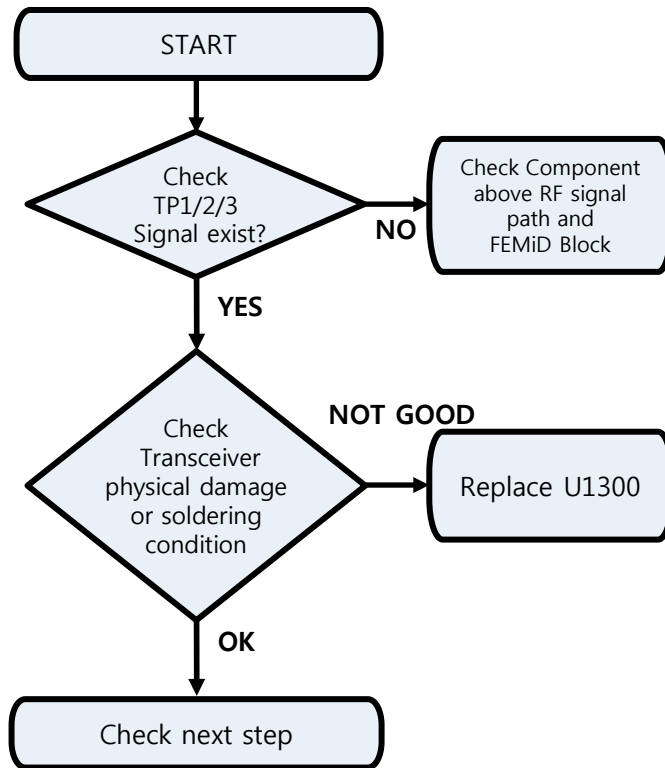 START
Check
TP1/2/3
Signal exist?
NO
Check Component
above RF signal
path and
FEMiD Block
YES
Check
Transceiver
physical damage
or soldering
condition
NOT GOOD
Replace U1300
OK
Check next step